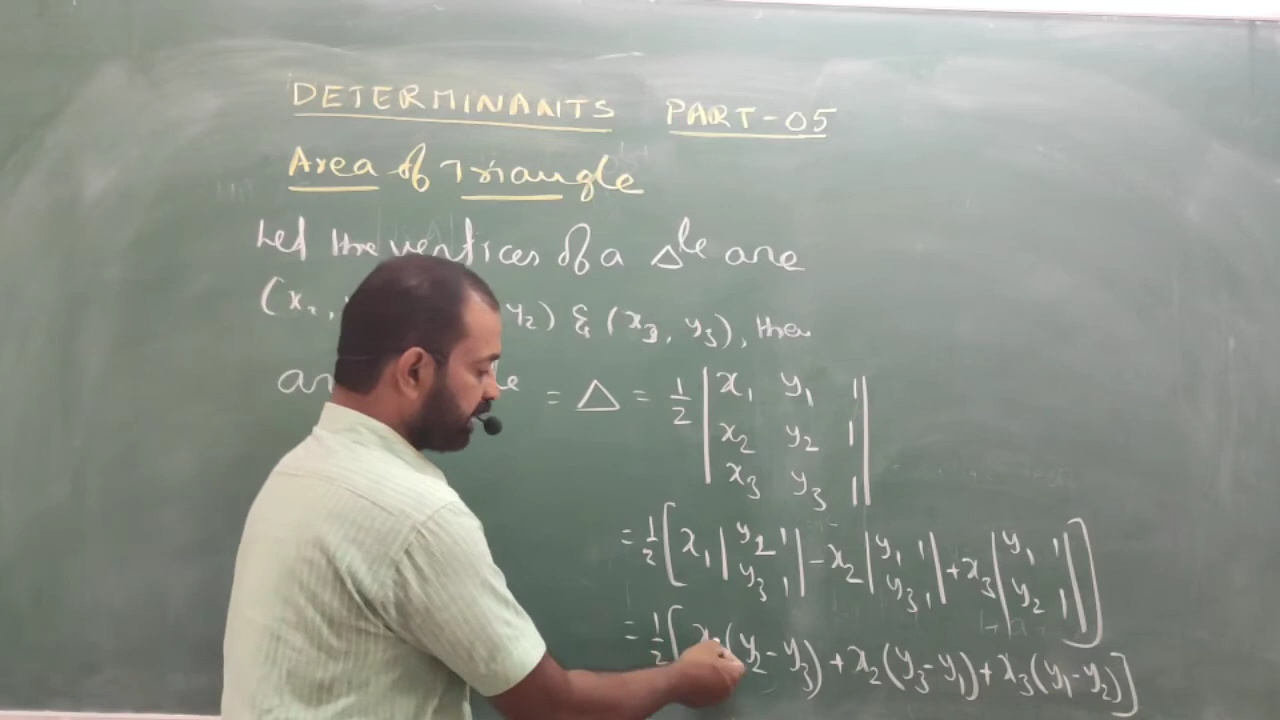 DETERMINANTS PART-05
Area of Triangle
Let the vertices of a Δle are
(x₂, y₂) & (x₃, y₃), then
= Δ = 1/2 | x₁ y₁ 1 |
| x₂ y₂ 1 |
| x₃ y₃ 1 |
= 1/2 [ x₁ | y₂ 1 | - x₂ | y₁ 1 | + x₃ | y₁ 1 | ]
| y₃ 1 | | y₃ 1 | | y₂ 1 |
= 1/2 [ x₁ (y₂ - y₃) + x₂ (y₃ - y₁) + x₃ (y₁ - y₂) ]